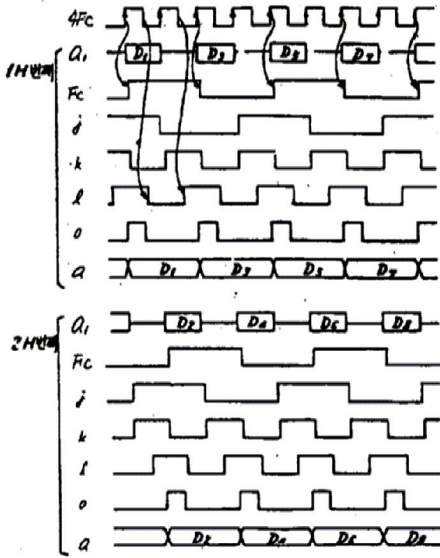 4Fc
1H번째
Q₁ D₁ D₃ D₅ D₇
Fc
j
k
l
o
a D₁ D₃ D₅ D₇
2H번째
Q₁ D₂ D₄ D₆ D₈
Fc
j
k
l
o
a D₂ D₄ D₆ D₈